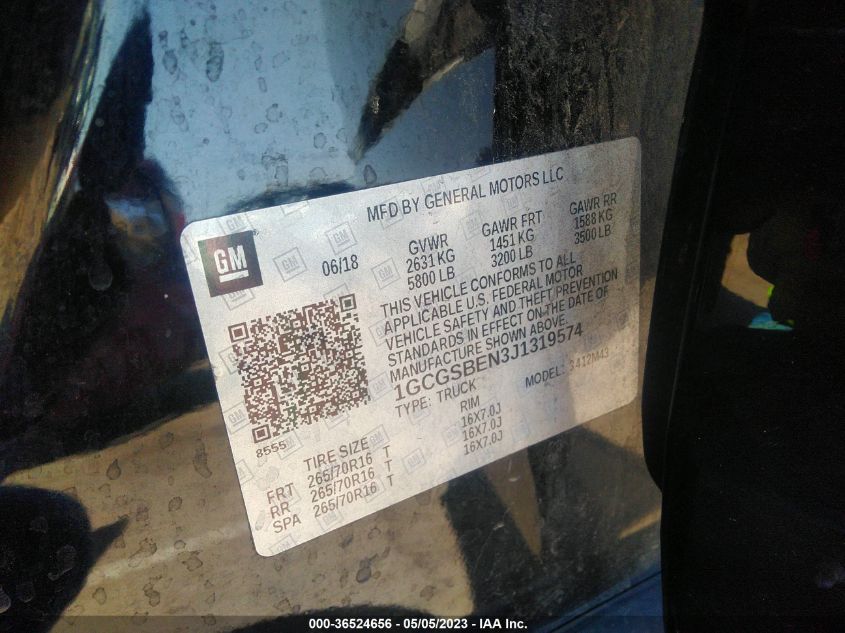 MFD BY GENERAL MOTORS LLC
GM
06/18
GVWR
2631 KG
5800 LB
GAWR FRT
1451 KG
3200 LB
GAWR RR
1588 KG
3500 LB
THIS VEHICLE CONFORMS TO ALL
APPLICABLE U.S. FEDERAL MOTOR
VEHICLE SAFETY AND THEFT PREVENTION
STANDARDS IN EFFECT ON THE DATE OF
MANUFACTURE SHOWN ABOVE.
1GCGSBEN3J1319574
TYPE: TRUCK MODEL: S412M43
8555
TIRE SIZE RIM
FRT 265/70R16 T 16X7.0J
RR 265/70R16 T 16X7.0J
SPA 265/70R16 T 16X7.0J
000-36524656 - 05/05/2023 - IAA Inc.